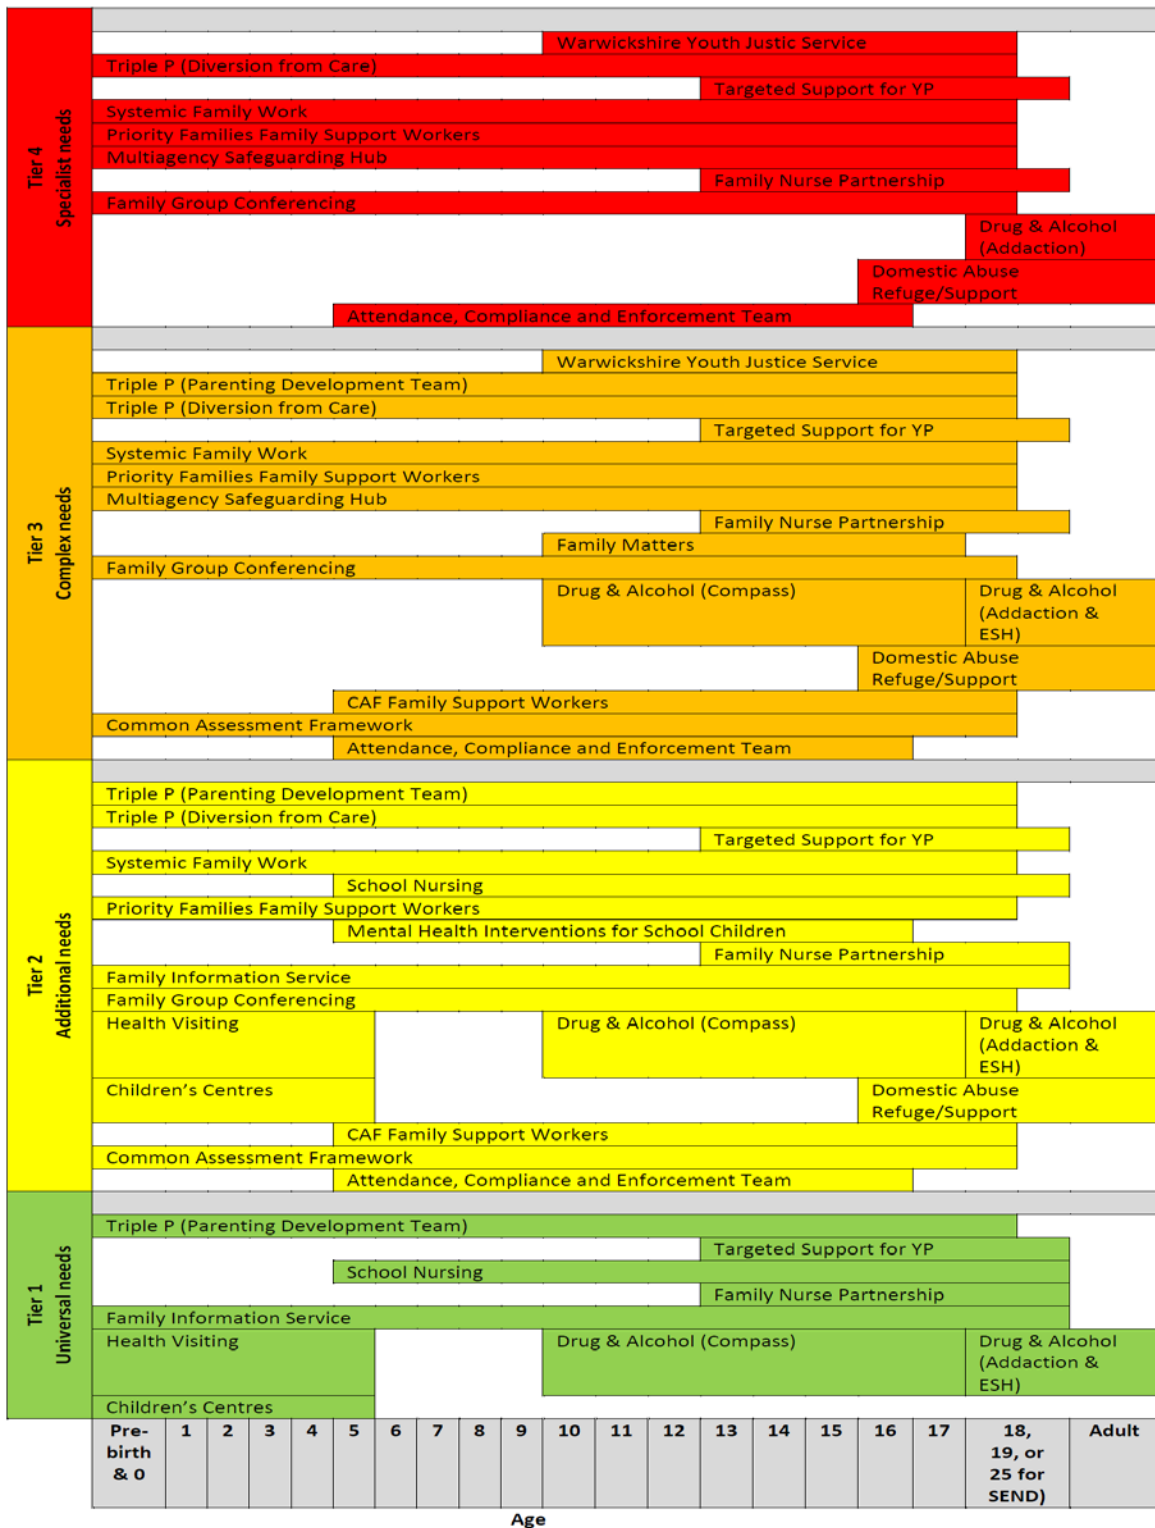 Tier 4
Specialist needs
Warwickshire Youth Justic Service
Triple P (Diversion from Care)
Targeted Support for YP
Systemic Family Work
Priority Families Family Support Workers
Multiagency Safeguarding Hub
Family Nurse Partnership
Family Group Conferencing
Drug & Alcohol
(Addaction)
Domestic Abuse
Refuge/Support
Attendance, Compliance and Enforcement Team
Tier 3
Complex needs
Warwickshire Youth Justice Service
Triple P (Parenting Development Team)
Triple P (Diversion from Care)
Targeted Support for YP
Systemic Family Work
Priority Families Family Support Workers
Multiagency Safeguarding Hub
Family Nurse Partnership
Family Matters
Family Group Conferencing
Drug & Alcohol (Compass)
Drug & Alcohol
(Addaction &
ESH)
Domestic Abuse
Refuge/Support
CAF Family Support Workers
Common Assessment Framework
Attendance, Compliance and Enforcement Team
Tier 2
Additional needs
Triple P (Parenting Development Team)
Triple P (Diversion from Care)
Targeted Support for YP
Systemic Family Work
School Nursing
Priority Families Family Support Workers
Mental Health Interventions for School Children
Family Nurse Partnership
Family Information Service
Family Group Conferencing
Health Visiting
Drug & Alcohol (Compass)
Drug & Alcohol
(Addaction &
ESH)
Children's Centres
Domestic Abuse
Refuge/Support
CAF Family Support Workers
Common Assessment Framework
Attendance, Compliance and Enforcement Team
Tier 1
Universal needs
Triple P (Parenting Development Team)
Targeted Support for YP
School Nursing
Family Nurse Partnership
Family Information Service
Health Visiting
Drug & Alcohol (Compass)
Drug & Alcohol
(Addaction &
ESH)
Children's Centres
Pre-
birth
& 0
1
2
3
4
5
6
7
8
9
10
11
12
13
14
15
16
17
18,
19, or
25 for
SEND)
Adult
Age